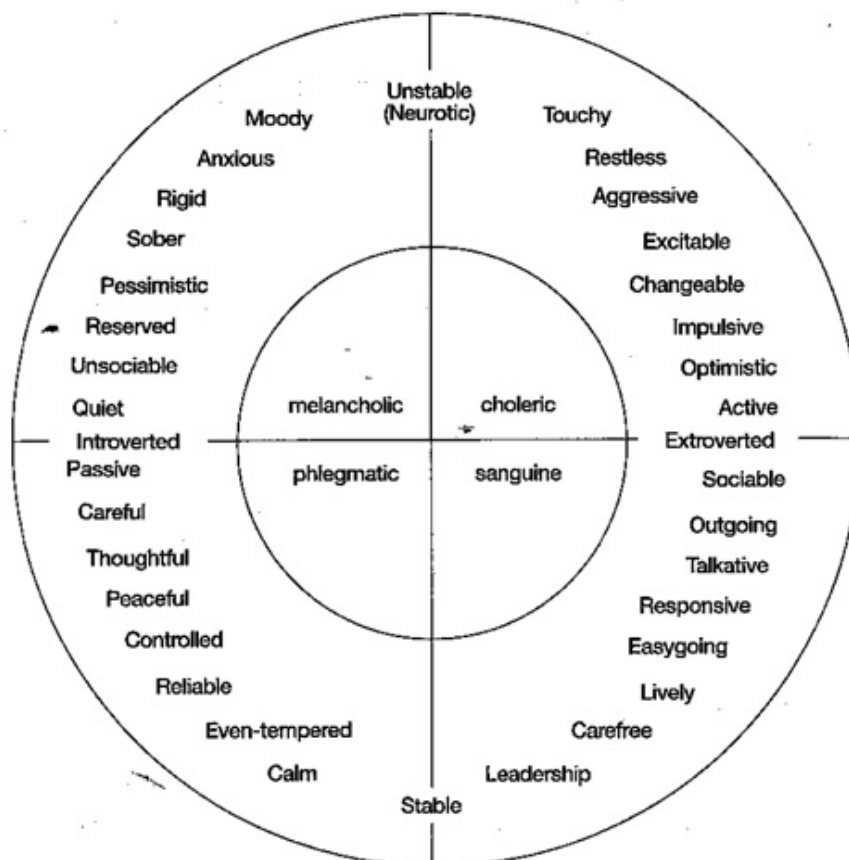 Unstable
(Neurotic)
Moody
Touchy
Anxious
Restless
Rigid
Aggressive
Sober
Excitable
Pessimistic
Changeable
Reserved
Impulsive
Unsociable
Optimistic
Quiet
melancholic
choleric
Active
Introverted
Extroverted
Passive
phlegmatic
sanguine
Sociable
Careful
Outgoing
Thoughtful
Talkative
Peaceful
Responsive
Controlled
Easygoing
Reliable
Lively
Even-tempered
Carefree
Calm
Leadership
Stable